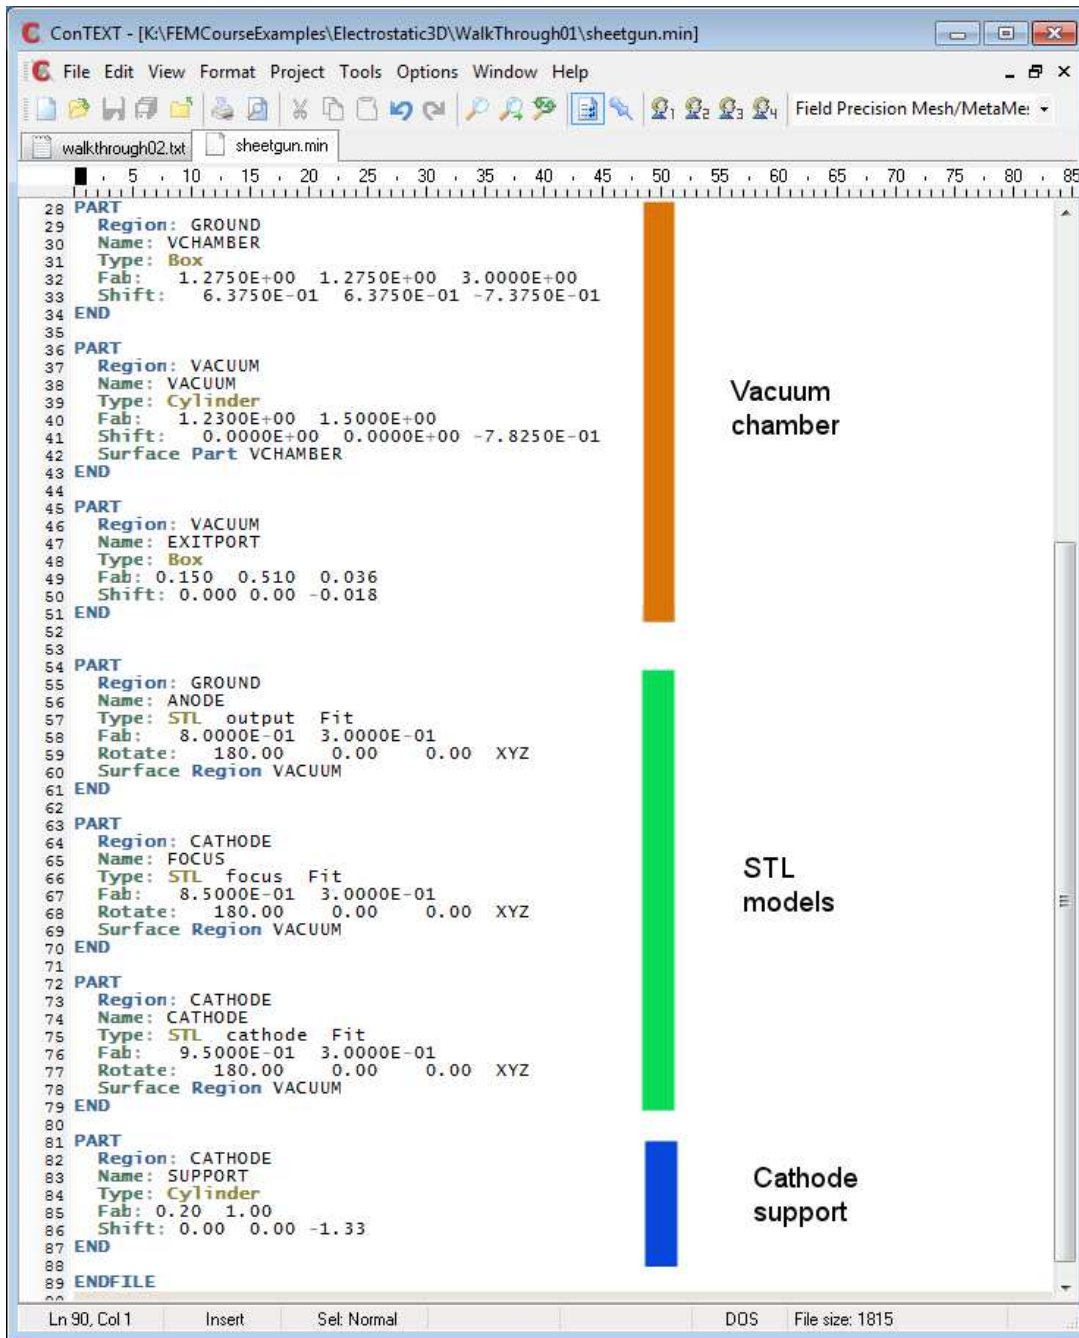 ConTEXT - [K:\FEMCourseExamples\Electrostatic3D\WalkThrough01\sheetgun.min]
File Edit View Format Project Tools Options Window Help
1 2 3 4 Field Precision Mesh/MetaMe:
walkthrough02.txt sheetgun.min
5 10 15 20 25 30 35 40 45 50 55 60 65 70 75 80 85
28 PART
29 Region: GROUND
30 Name: VCHAMBER
31 Type: Box
32 Fab: 1.2750E+00 1.2750E+00 3.0000E+00
33 Shift: 6.3750E-01 6.3750E-01 -7.3750E-01
34 END
35
36 PART
37 Region: VACUUM
38 Name: VACUUM
39 Type: Cylinder
40 Fab: 1.2300E+00 1.5000E+00
41 Shift: 0.0000E+00 0.0000E+00 -7.8250E-01
42 Surface Part VCHAMBER
43 END
44
45 PART
46 Region: VACUUM
47 Name: EXITPORT
48 Type: Box
49 Fab: 0.150 0.510 0.036
50 Shift: 0.000 0.00 -0.018
51 END
52
53
Vacuum
chamber
54 PART
55 Region: GROUND
56 Name: ANODE
57 Type: STL output Fit
58 Fab: 8.0000E-01 3.0000E-01
59 Rotate: 180.00 0.00 0.00 XYZ
60 Surface Region VACUUM
61 END
62
63 PART
64 Region: CATHODE
65 Name: FOCUS
66 Type: STL focus Fit
67 Fab: 8.5000E-01 3.0000E-01
68 Rotate: 180.00 0.00 0.00 XYZ
69 Surface Region VACUUM
70 END
71
72 PART
73 Region: CATHODE
74 Name: CATHODE
75 Type: STL cathode Fit
76 Fab: 9.5000E-01 3.0000E-01
77 Rotate: 180.00 0.00 0.00 XYZ
78 Surface Region VACUUM
79 END
80
STL
models
81 PART
82 Region: CATHODE
83 Name: SUPPORT
84 Type: Cylinder
85 Fab: 0.20 1.00
86 Shift: 0.00 0.00 -1.33
87 END
88
Cathode
support
89 ENDFILE
Ln 90, Col 1 Insert Sel: Normal DOS File size: 1815